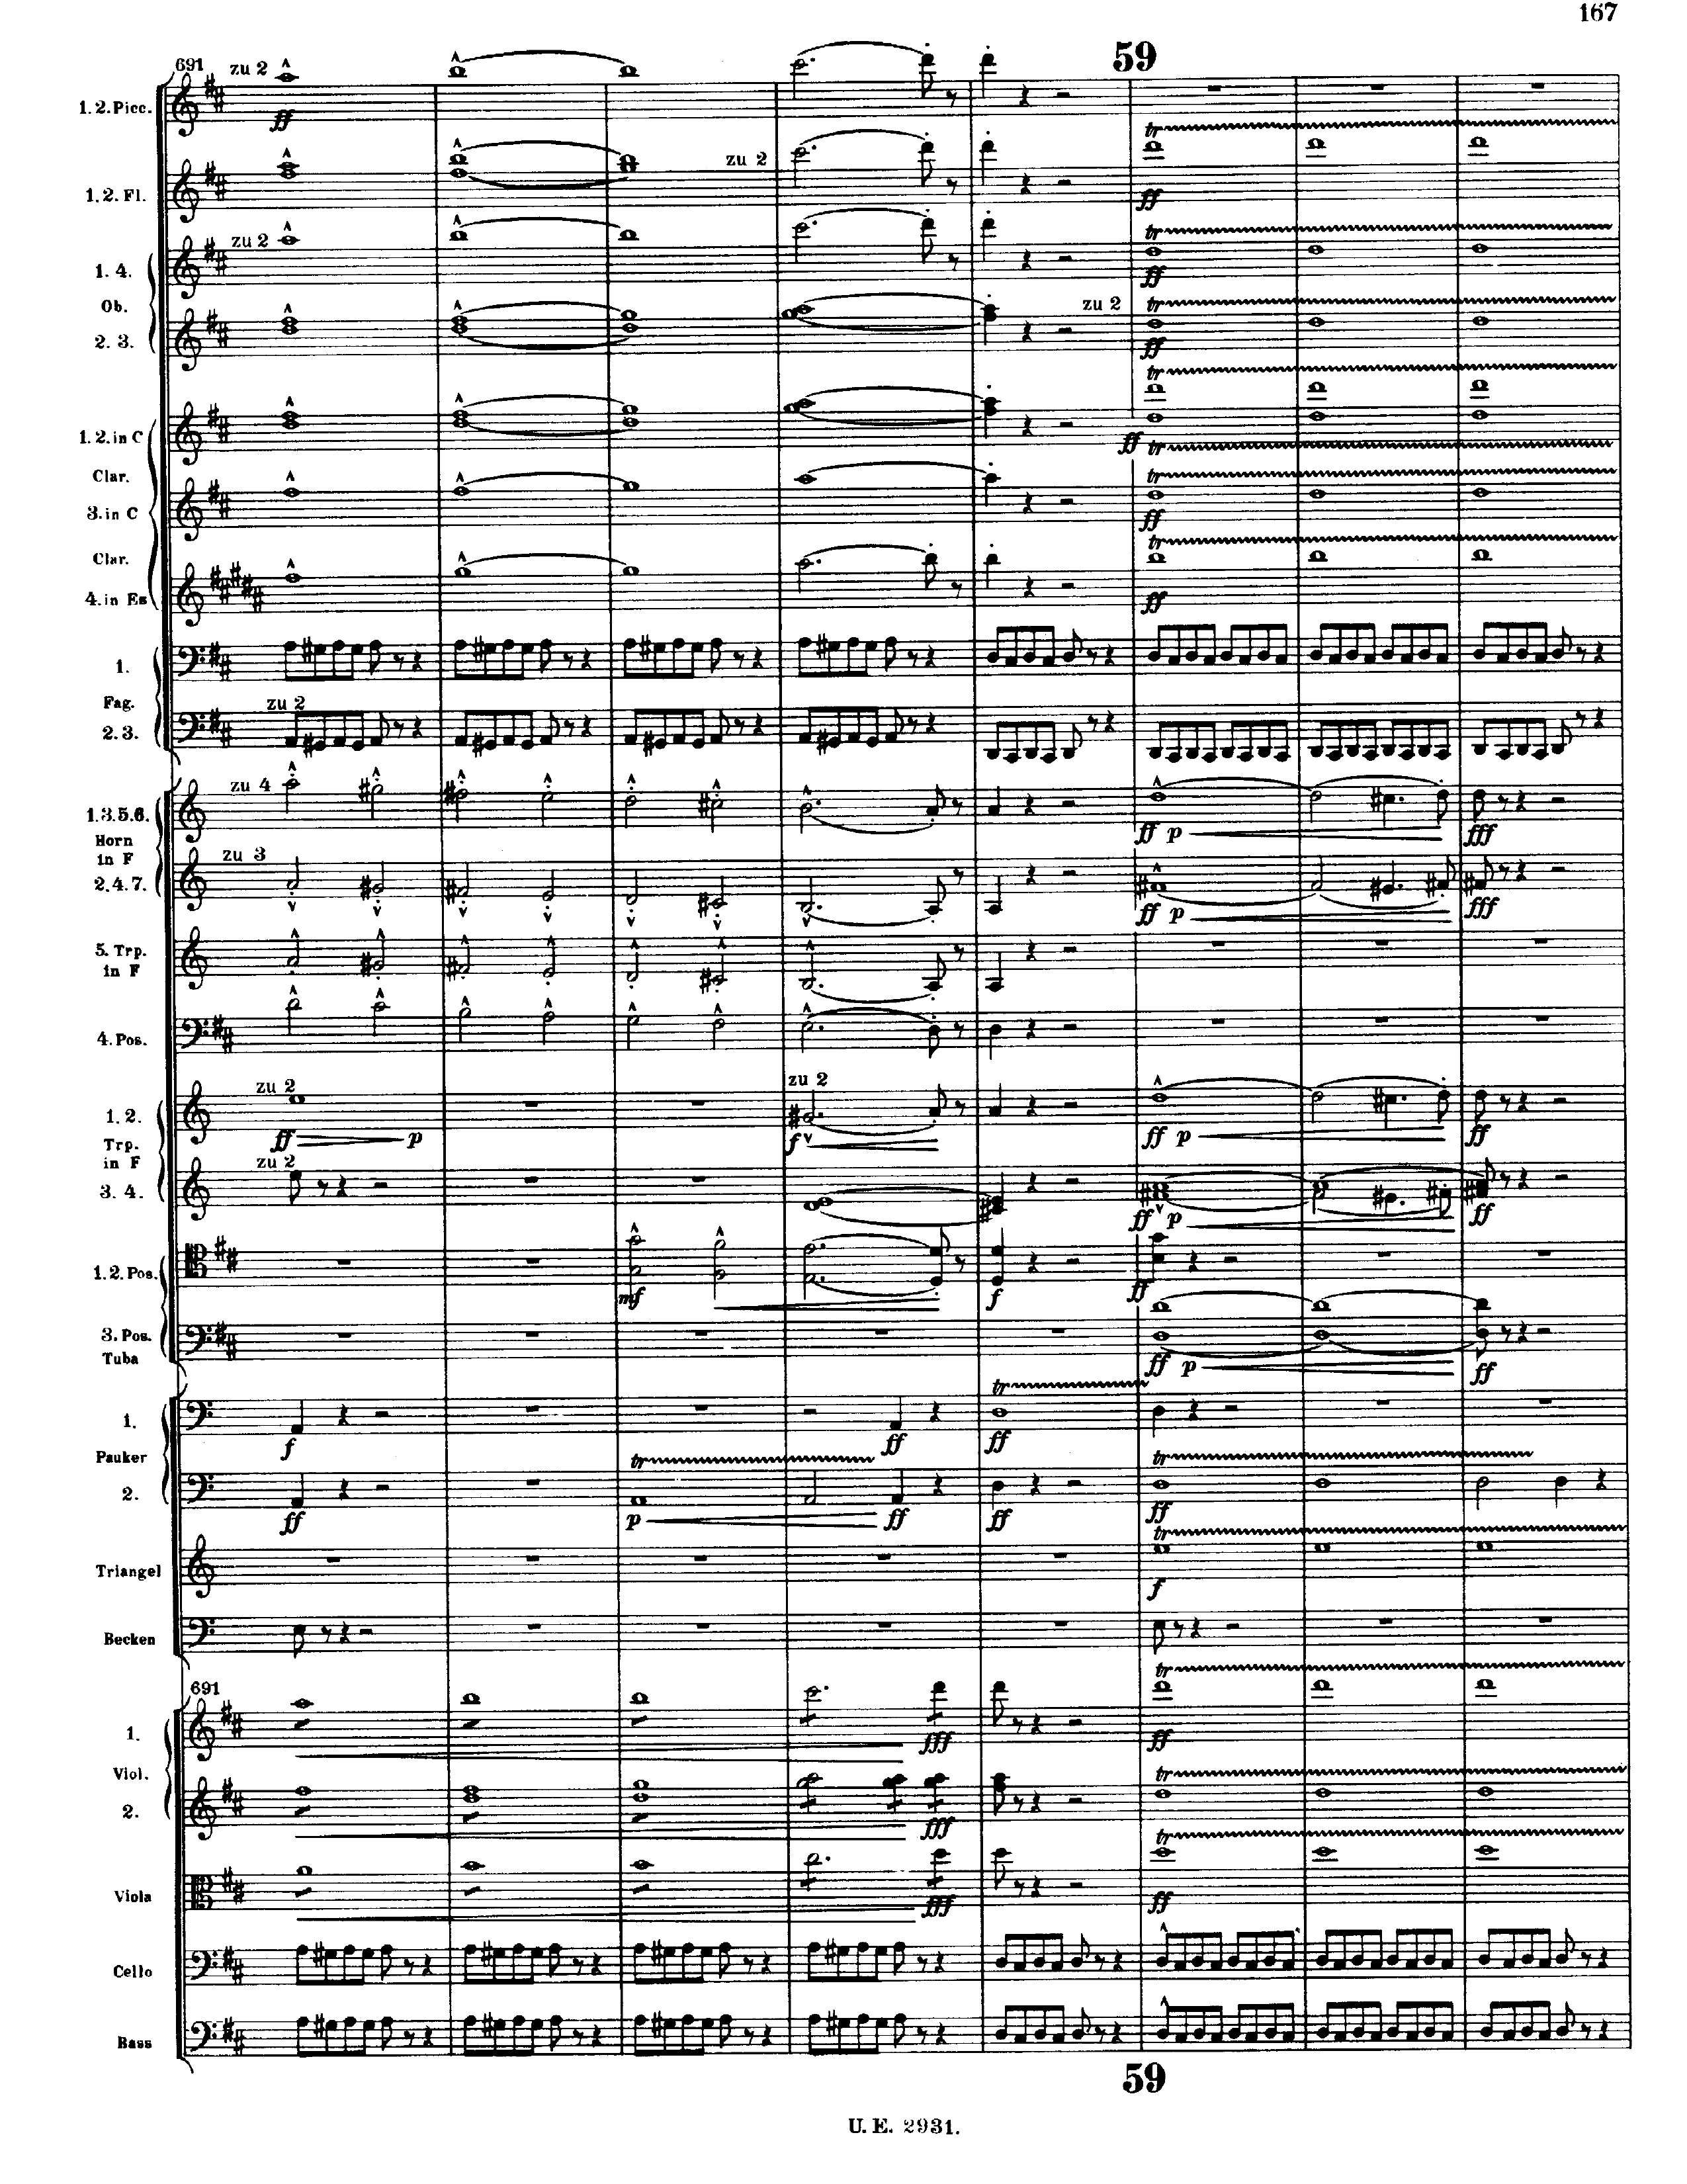 167
59
691
zu 2
1. 2. Picc.
ff
1. 2. Fl.
zu 2
tr
ff
zu 2
1. 4.
tr
ff
Ob.
2. 3.
zu 2
tr
ff
1. 2. in C
tr
ff tr
Clar.
3. in C
tr
ff
Clar.
4. in Es
tr
ff
1.
Fag.
zu 2
2. 3.
zu 4
1. 3. 5. 6.
ff p fff
Horn
in F
zu 3
2. 4. 7.
ff p fff
5. Trp.
in F
4. Pos.
zu 2 zu 2
1. 2.
ff p f ff p ff
Trp.
in F
zu 2
3. 4.
ff p ff
1. 2. Pos.
mf f ff
3. Pos.
Tuba
ff p ff
tr
1.
f ff ff
Pauker
tr tr
2.
ff p ff ff ff
tr
Triangel
f
Becken
691
tr
1.
fff ff
Viol.
tr
2.
fff
tr
Viola
fff ff
Cello
Bass
59
U. E. 2931.